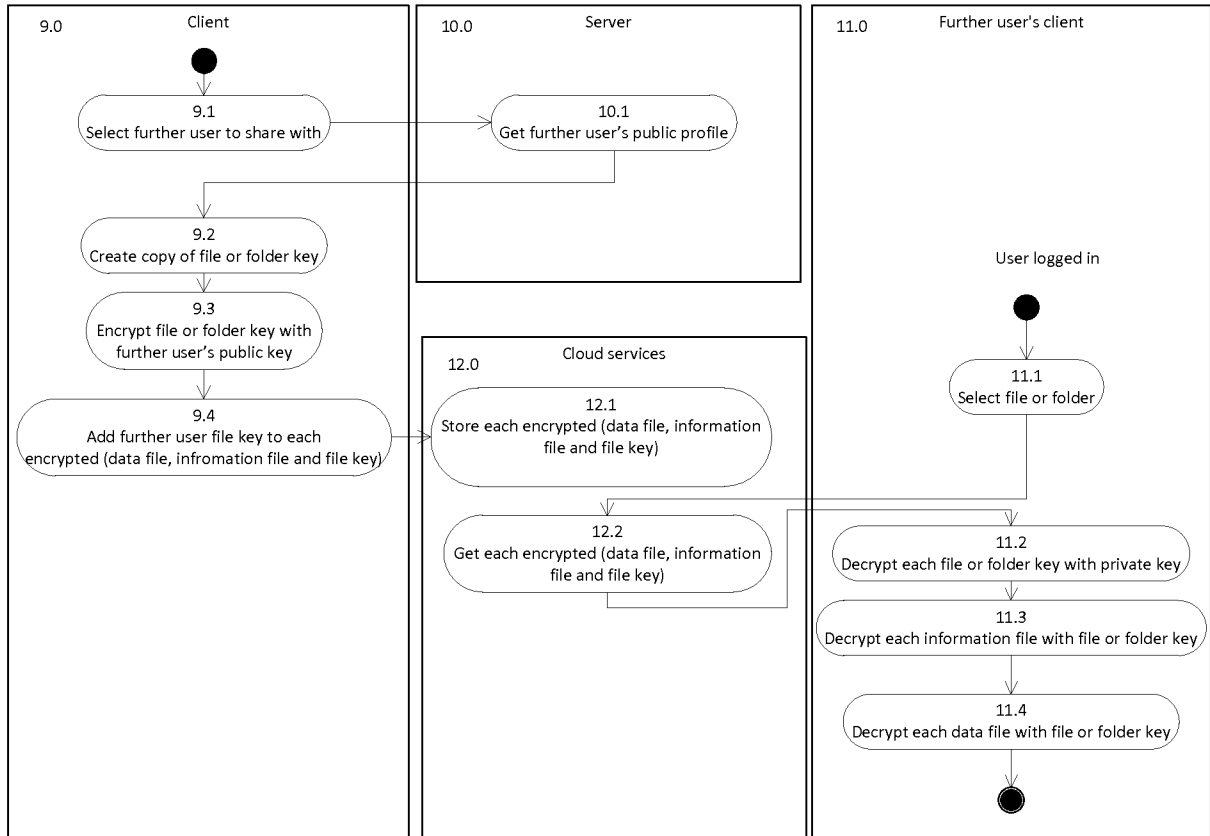 9.0
Client
9.1
Select further user to share with
9.2
Create copy of file or folder key
9.3
Encrypt file or folder key with
further user's public key
9.4
Add further user file key to each
encrypted (data file, infromation file and file key)
10.0
Server
10.1
Get further user's public profile
12.0
Cloud services
12.1
Store each encrypted (data file, information
file and file key)
12.2
Get each encrypted (data file, information
file and file key)
11.0
Further user's client
User logged in
11.1
Select file or folder
11.2
Decrypt each file or folder key with private key
11.3
Decrypt each information file with file or folder key
11.4
Decrypt each data file with file or folder key